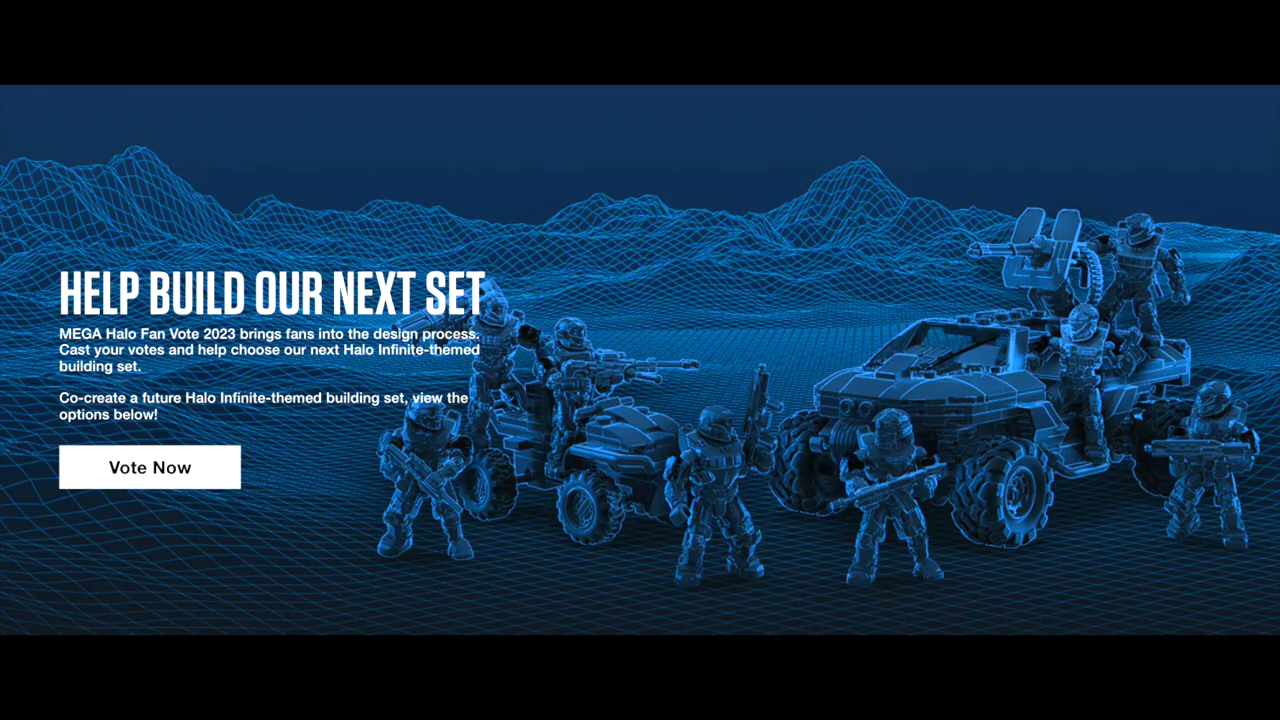 HELP BUILD OUR NEXT SET
MEGA Halo Fan Vote 2023 brings fans into the design process.
Cast your votes and help choose our next Halo Infinite-themed
building set.
Co-create a future Halo Infinite-themed building set, view the
options below!
Vote Now